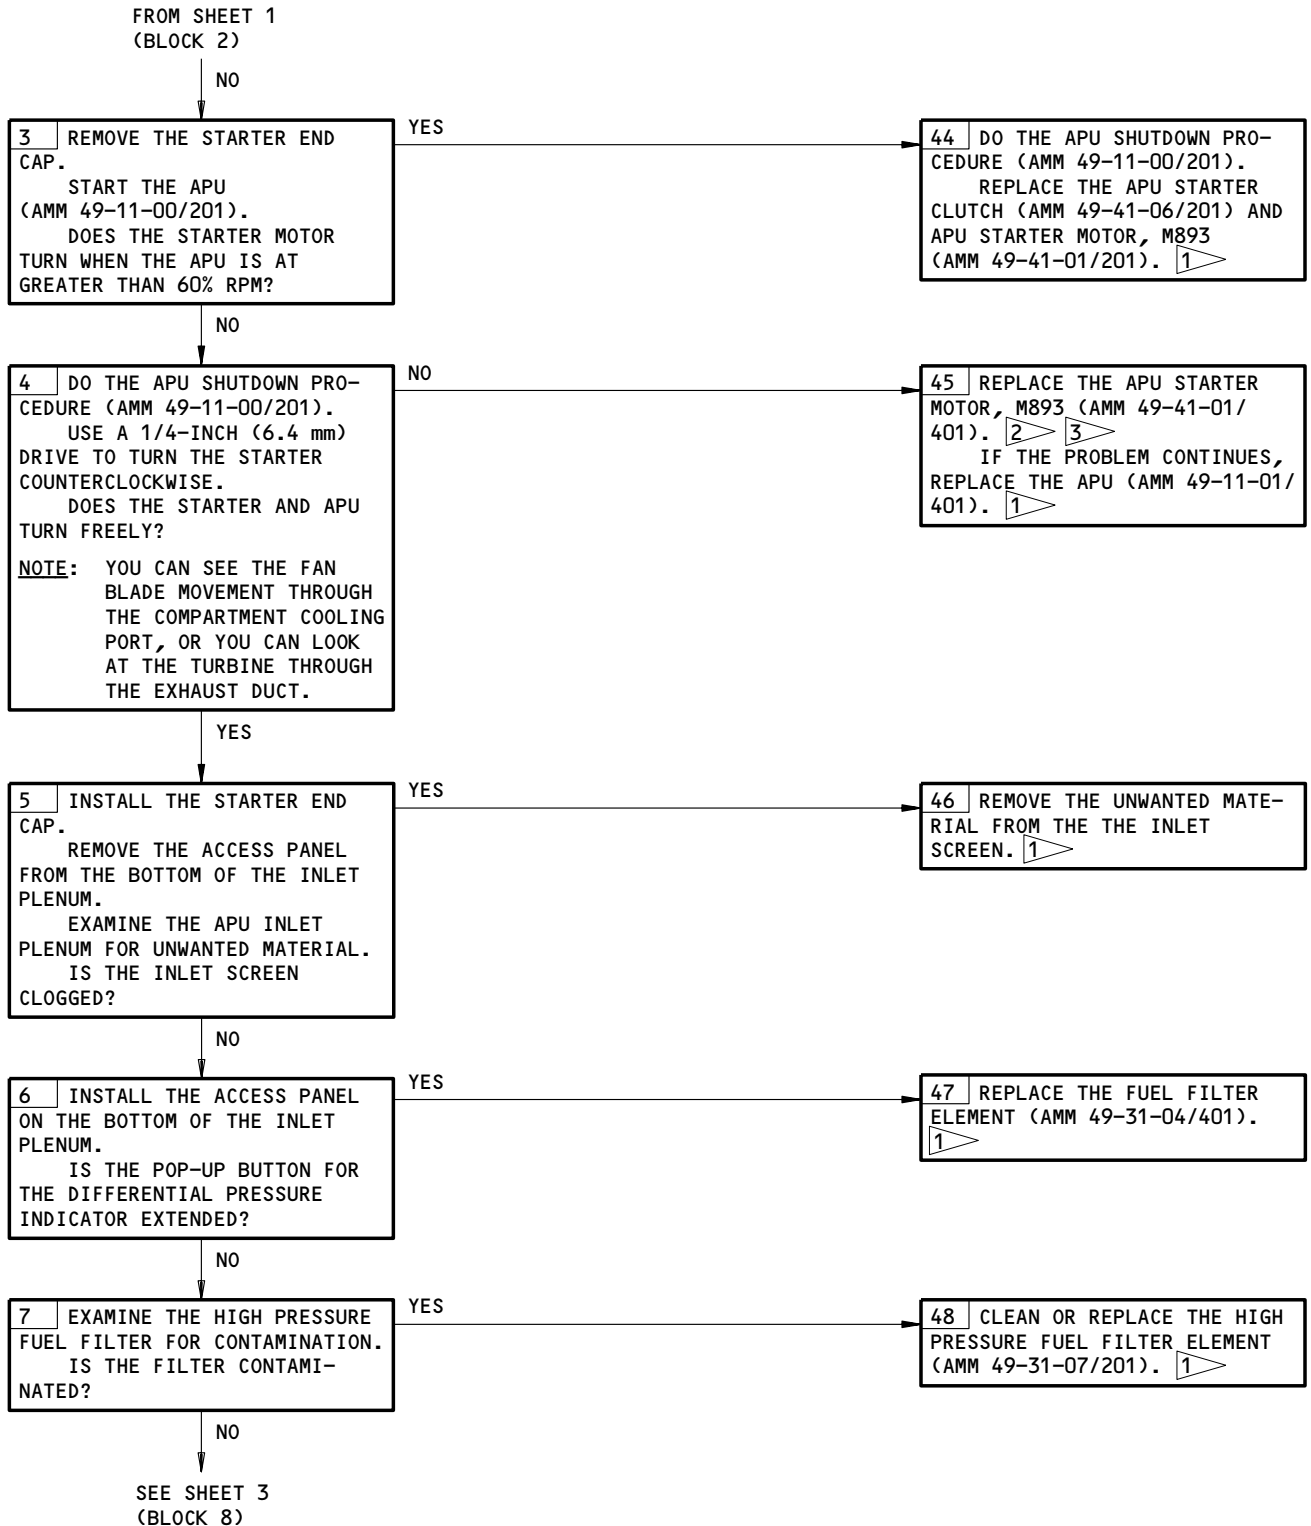 FROM SHEET 1
(BLOCK 2)
NO
3 REMOVE THE STARTER END
CAP.
START THE APU
(AMM 49-11-00/201).
DOES THE STARTER MOTOR
TURN WHEN THE APU IS AT
GREATER THAN 60% RPM?
YES
44 DO THE APU SHUTDOWN PRO-
CEDURE (AMM 49-11-00/201).
REPLACE THE APU STARTER
CLUTCH (AMM 49-41-06/201) AND
APU STARTER MOTOR, M893
(AMM 49-41-01/201). 1
NO
4 DO THE APU SHUTDOWN PRO-
CEDURE (AMM 49-11-00/201).
USE A 1/4-INCH (6.4 mm)
DRIVE TO TURN THE STARTER
COUNTERCLOCKWISE.
DOES THE STARTER AND APU
TURN FREELY?
NOTE: YOU CAN SEE THE FAN
BLADE MOVEMENT THROUGH
THE COMPARTMENT COOLING
PORT, OR YOU CAN LOOK
AT THE TURBINE THROUGH
THE EXHAUST DUCT.
NO
45 REPLACE THE APU STARTER
MOTOR, M893 (AMM 49-41-01/
401). 2 3
IF THE PROBLEM CONTINUES,
REPLACE THE APU (AMM 49-11-01/
401). 1
YES
5 INSTALL THE STARTER END
CAP.
REMOVE THE ACCESS PANEL
FROM THE BOTTOM OF THE INLET
PLENUM.
EXAMINE THE APU INLET
PLENUM FOR UNWANTED MATERIAL.
IS THE INLET SCREEN
CLOGGED?
YES
46 REMOVE THE UNWANTED MATE-
RIAL FROM THE THE INLET
SCREEN. 1
NO
6 INSTALL THE ACCESS PANEL
ON THE BOTTOM OF THE INLET
PLENUM.
IS THE POP-UP BUTTON FOR
THE DIFFERENTIAL PRESSURE
INDICATOR EXTENDED?
YES
47 REPLACE THE FUEL FILTER
ELEMENT (AMM 49-31-04/401).
1
NO
7 EXAMINE THE HIGH PRESSURE
FUEL FILTER FOR CONTAMINATION.
IS THE FILTER CONTAMI-
NATED?
YES
48 CLEAN OR REPLACE THE HIGH
PRESSURE FUEL FILTER ELEMENT
(AMM 49-31-07/201). 1
NO
SEE SHEET 3
(BLOCK 8)